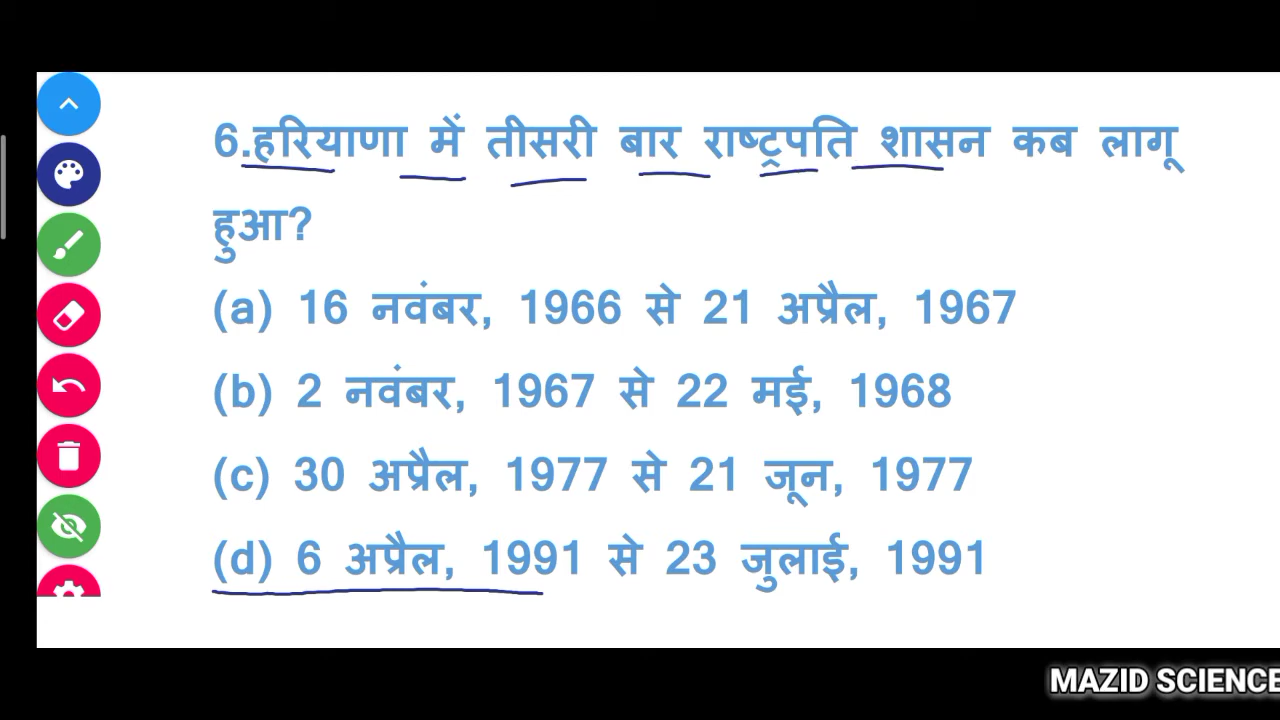 6.हरियाणा में तीसरी बार राष्ट्रपति शासन कब लागू
हुआ?
(a) 16 नवंबर, 1966 से 21 अप्रैल, 1967
(b) 2 नवंबर, 1967 से 22 मई, 1968
(c) 30 अप्रैल, 1977 से 21 जून, 1977
(d) 6 अप्रैल, 1991 से 23 जुलाई, 1991
MAZID SCIENCE